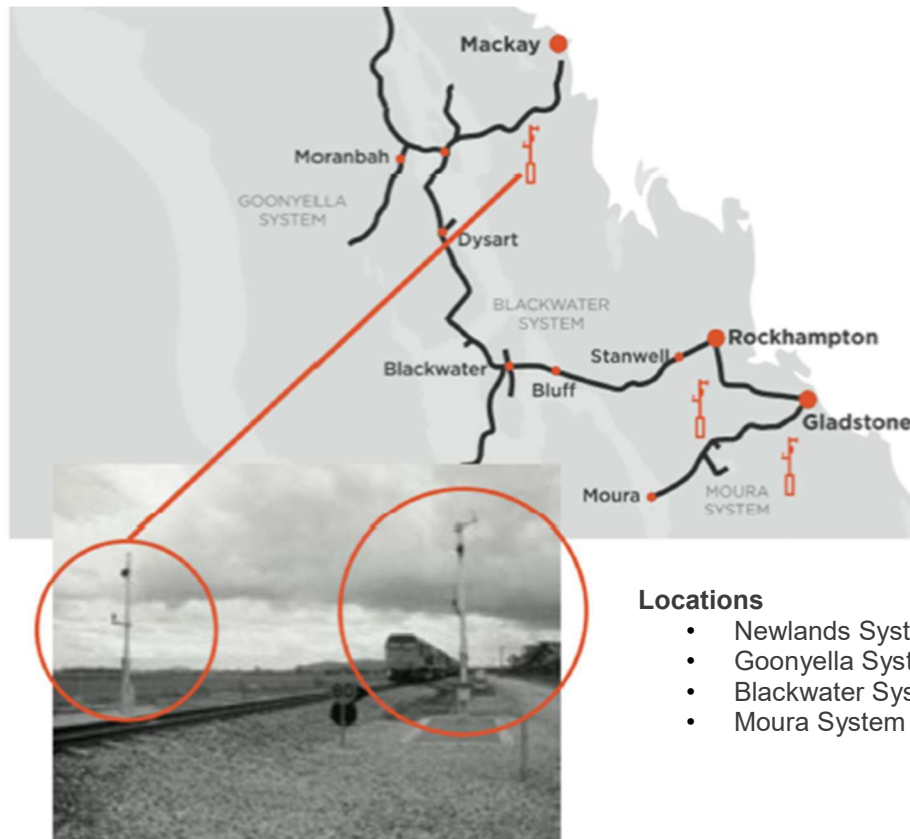 Mackay
Moranbah
GOONYELLA
SYSTEM
Dysart
BLACKWATER
SYSTEM
Rockhampton
Stanwell
Blackwater
Bluff
Gladstone
Moura
MOURA
SYSTEM
80
Locations
• Newlands Syst
• Goonyella Syst
• Blackwater Sys
• Moura System